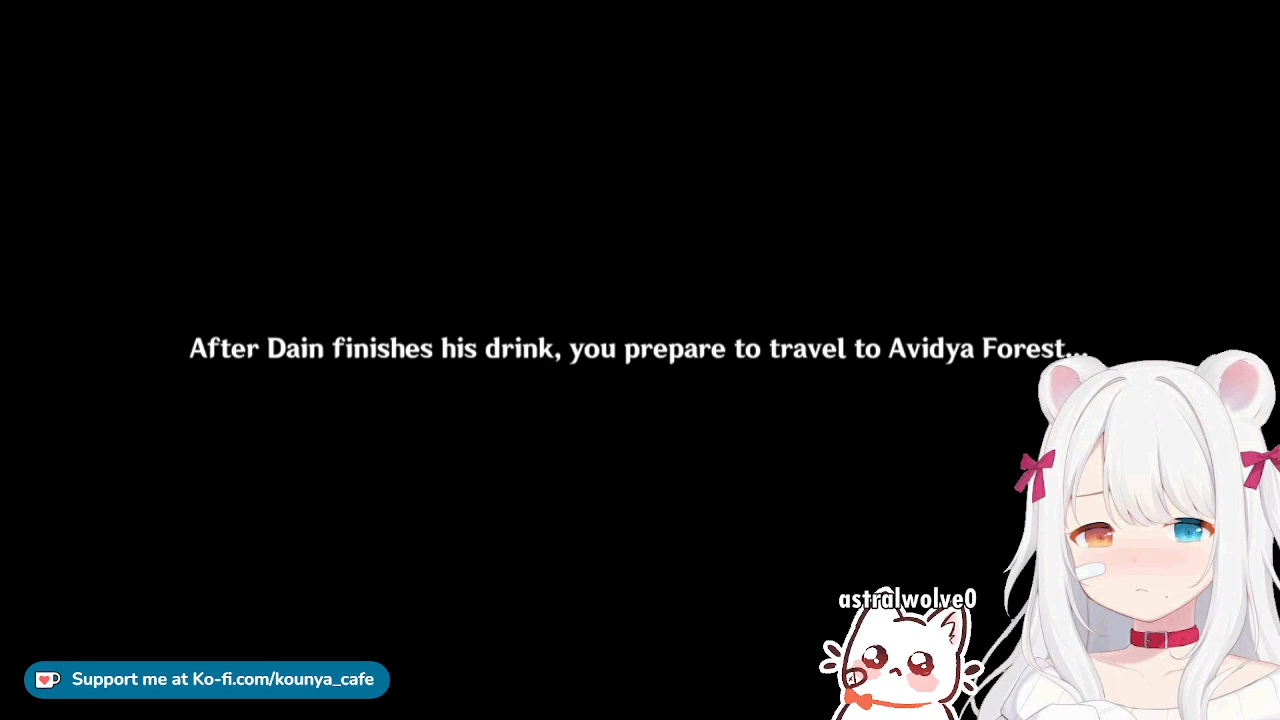 After Dain finishes his drink, you prepare to travel to Avidya Forest...
astralwolve0
Support me at Ko-fi.com/kounya_cafe